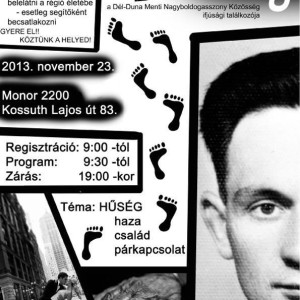 belelátni a régió életébe
- esetleg segítőként
becsatlakozni
GYERE EL!!
KÖZTÜNK A HELYED!
a Dél-Duna Menti Nagyboldogasszony Közösség
ifjúsági találkozója
2013. november 23.
Monor 2200
Kossuth Lajos út 83.
Regisztráció: 9:00 -tól
Program: 9:30 -tól
Zárás: 19:00 -kor
Téma: HŰSÉG
haza
család
párkapcsolat